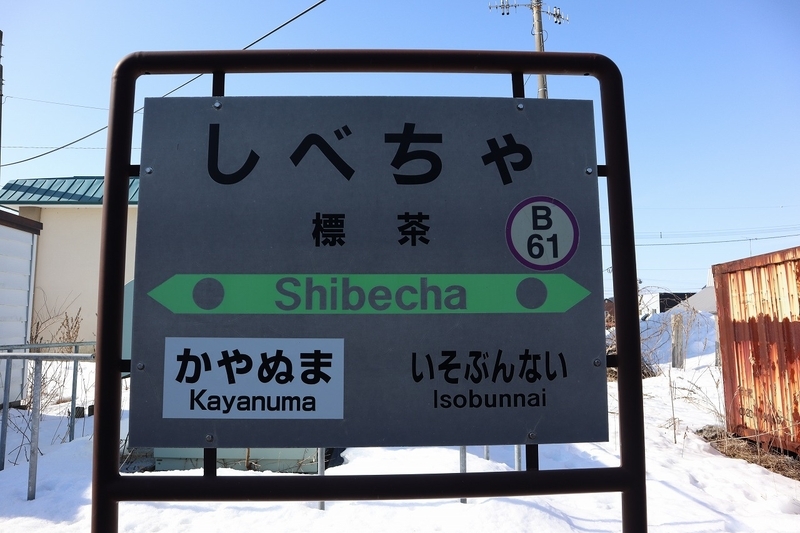 しべちゃ
標茶
B
61
Shibecha
かやぬま
Kayanuma
いそぶんない
Isobunnai